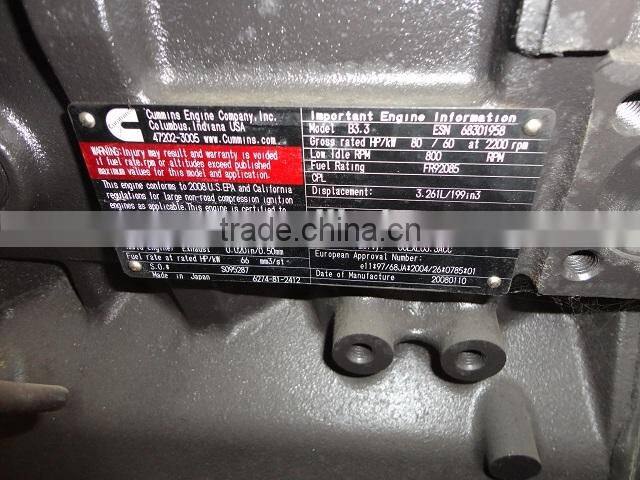 Cummins Engine Company, Inc.
Columbus, Indiana USA
47202-3005 www.Cummins.com
WARNING: Injury may result and warranty is voided
if fuel rate, rpm or altitude exceed published
maximum values for this model and application.
This engine conforms to 2008 U.S. EPA and California
regulations for large non-road compression ignition
engines as applicable. This engine is certified to
Exhaust 0.020in/0.50mm
Fuel rate at rated HP/kW 66 mm3/st
S.O.# SO95287
Made in Japan 6274-81-2412
Important Engine Information
Model B3.3 ESN 68301958
Gross rated HP/kW 80 / 60 at 2200 rpm
Low Idle RPM 800 RPM
Fuel Rating FR92085
CPL
Displacement: 3.261L/199in3
European Approval Number:
e11*97/68JA*2004/26*0785*01
Date of Manufacture 20080110
trade.china.cn